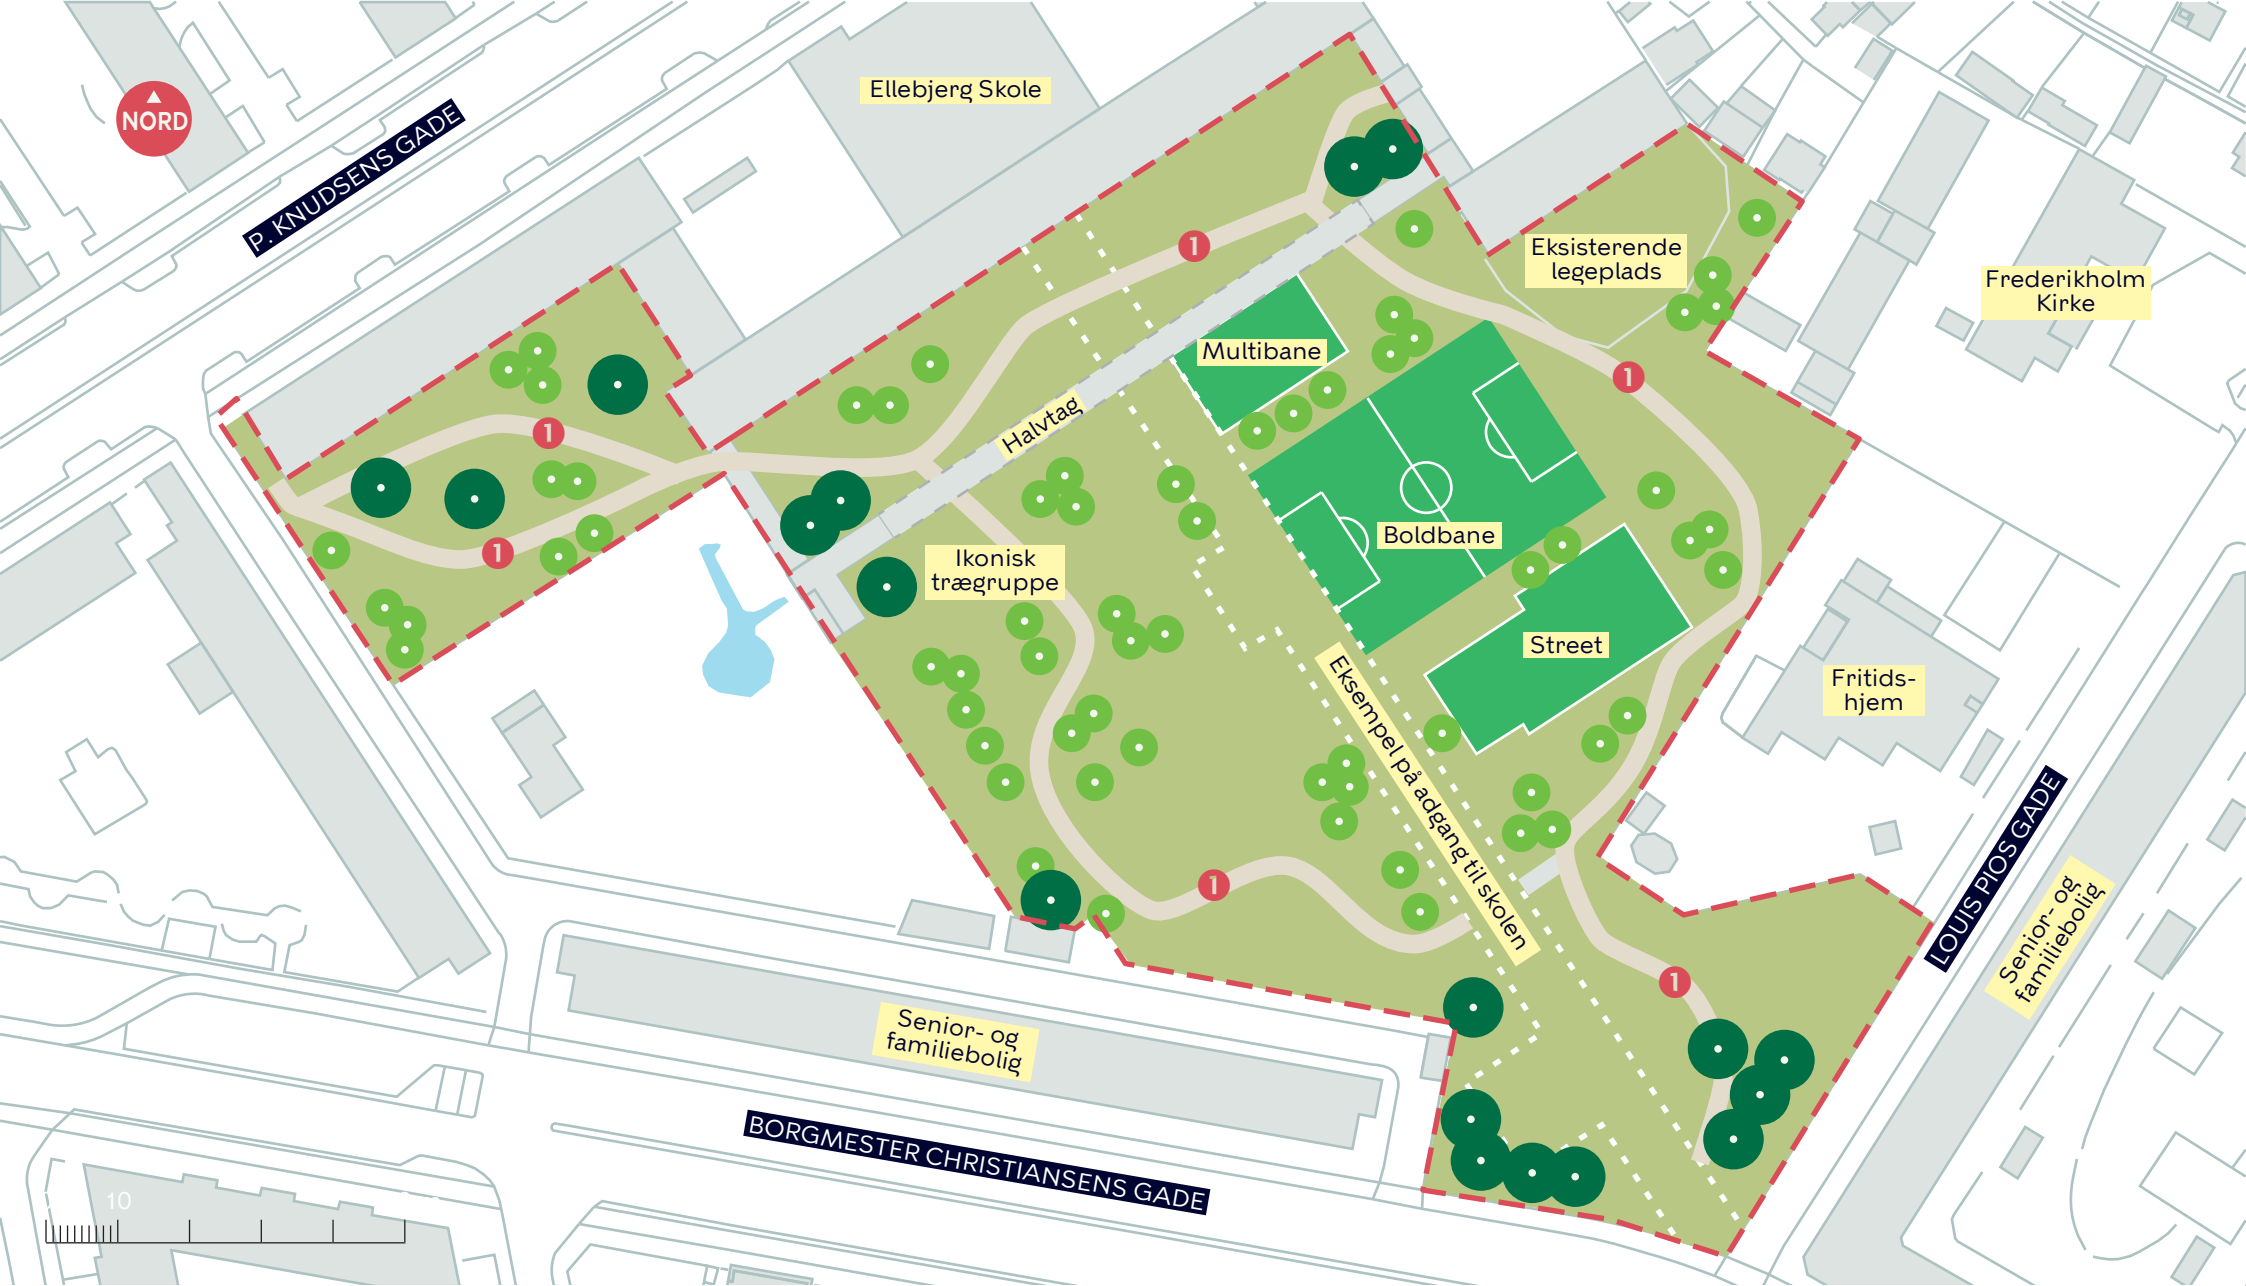 NORD
P. KNUDSENS GADE
Ellebjerg Skole
1
Eksisterende
legeplads
Frederikholm
Kirke
Multibane
1
Halvtag
1
Boldbane
1
Ikonisk
trægruppe
Street
Eksempel på adgang til skolen
Fritids-
hjem
1
LOUIS PIOS GADE
Senior- og
familiebolig
1
Senior- og
familiebolig
BORGMESTER CHRISTIANSENS GADE
10